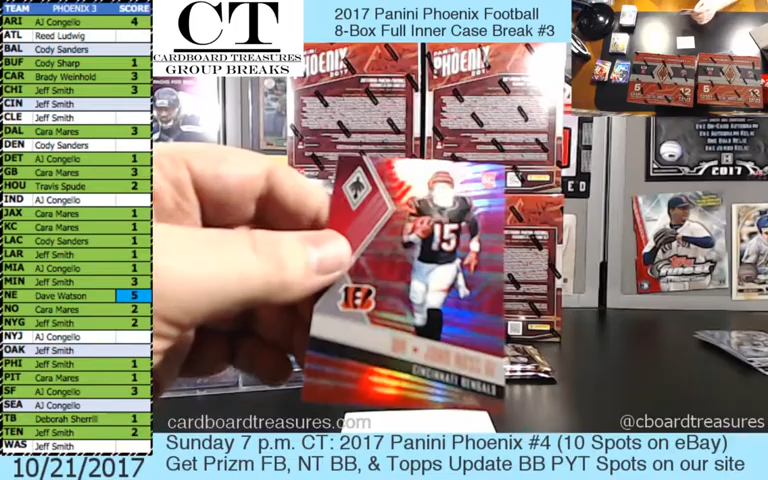 TEAM PHOENIX 3 SCORE
ARI AJ Congello 4
ATL Reed Ludwig
BAL Cody Sanders
BUF Cody Sharp 1
CAR Brady Weinhold 3
CHI Jeff Smith 3
CIN Jeff Smith
CLE Jeff Smith
DAL Cara Mares 3
DEN Cody Sanders
DET AJ Congello 1
GB Cara Mares 3
HOU Travis Spude 2
IND AJ Congello
JAX Cara Mares 1
KC Cara Mares 1
LAC Cody Sanders 1
LAR Jeff Smith 1
MIA AJ Congello 1
MIN Jeff Smith 3
NE Dave Watson 5
NO Cara Mares 2
NYG Jeff Smith 2
NYJ AJ Congello
OAK Jeff Smith
PHI Jeff Smith 1
PIT Cara Mares 1
SF AJ Congello 3
SEA AJ Congello
TB Deborah Sherrill 1
TEN Jeff Smith 2
WAS Jeff Smith
10/21/2017
CT
CARDBOARD TREASURES
GROUP BREAKS
2017 Panini Phoenix Football
8-Box Full Inner Case Break #3
PHOENIX
PHOENIX
15
B
CINCINNATI BENGALS
2017
FINEST
cardboardtreasures.com
@cboardtreasures
Sunday 7 p.m. CT: 2017 Panini Phoenix #4 (10 Spots on eBay)
Get Prizm FB, NT BB, & Topps Update BB PYT Spots on our site